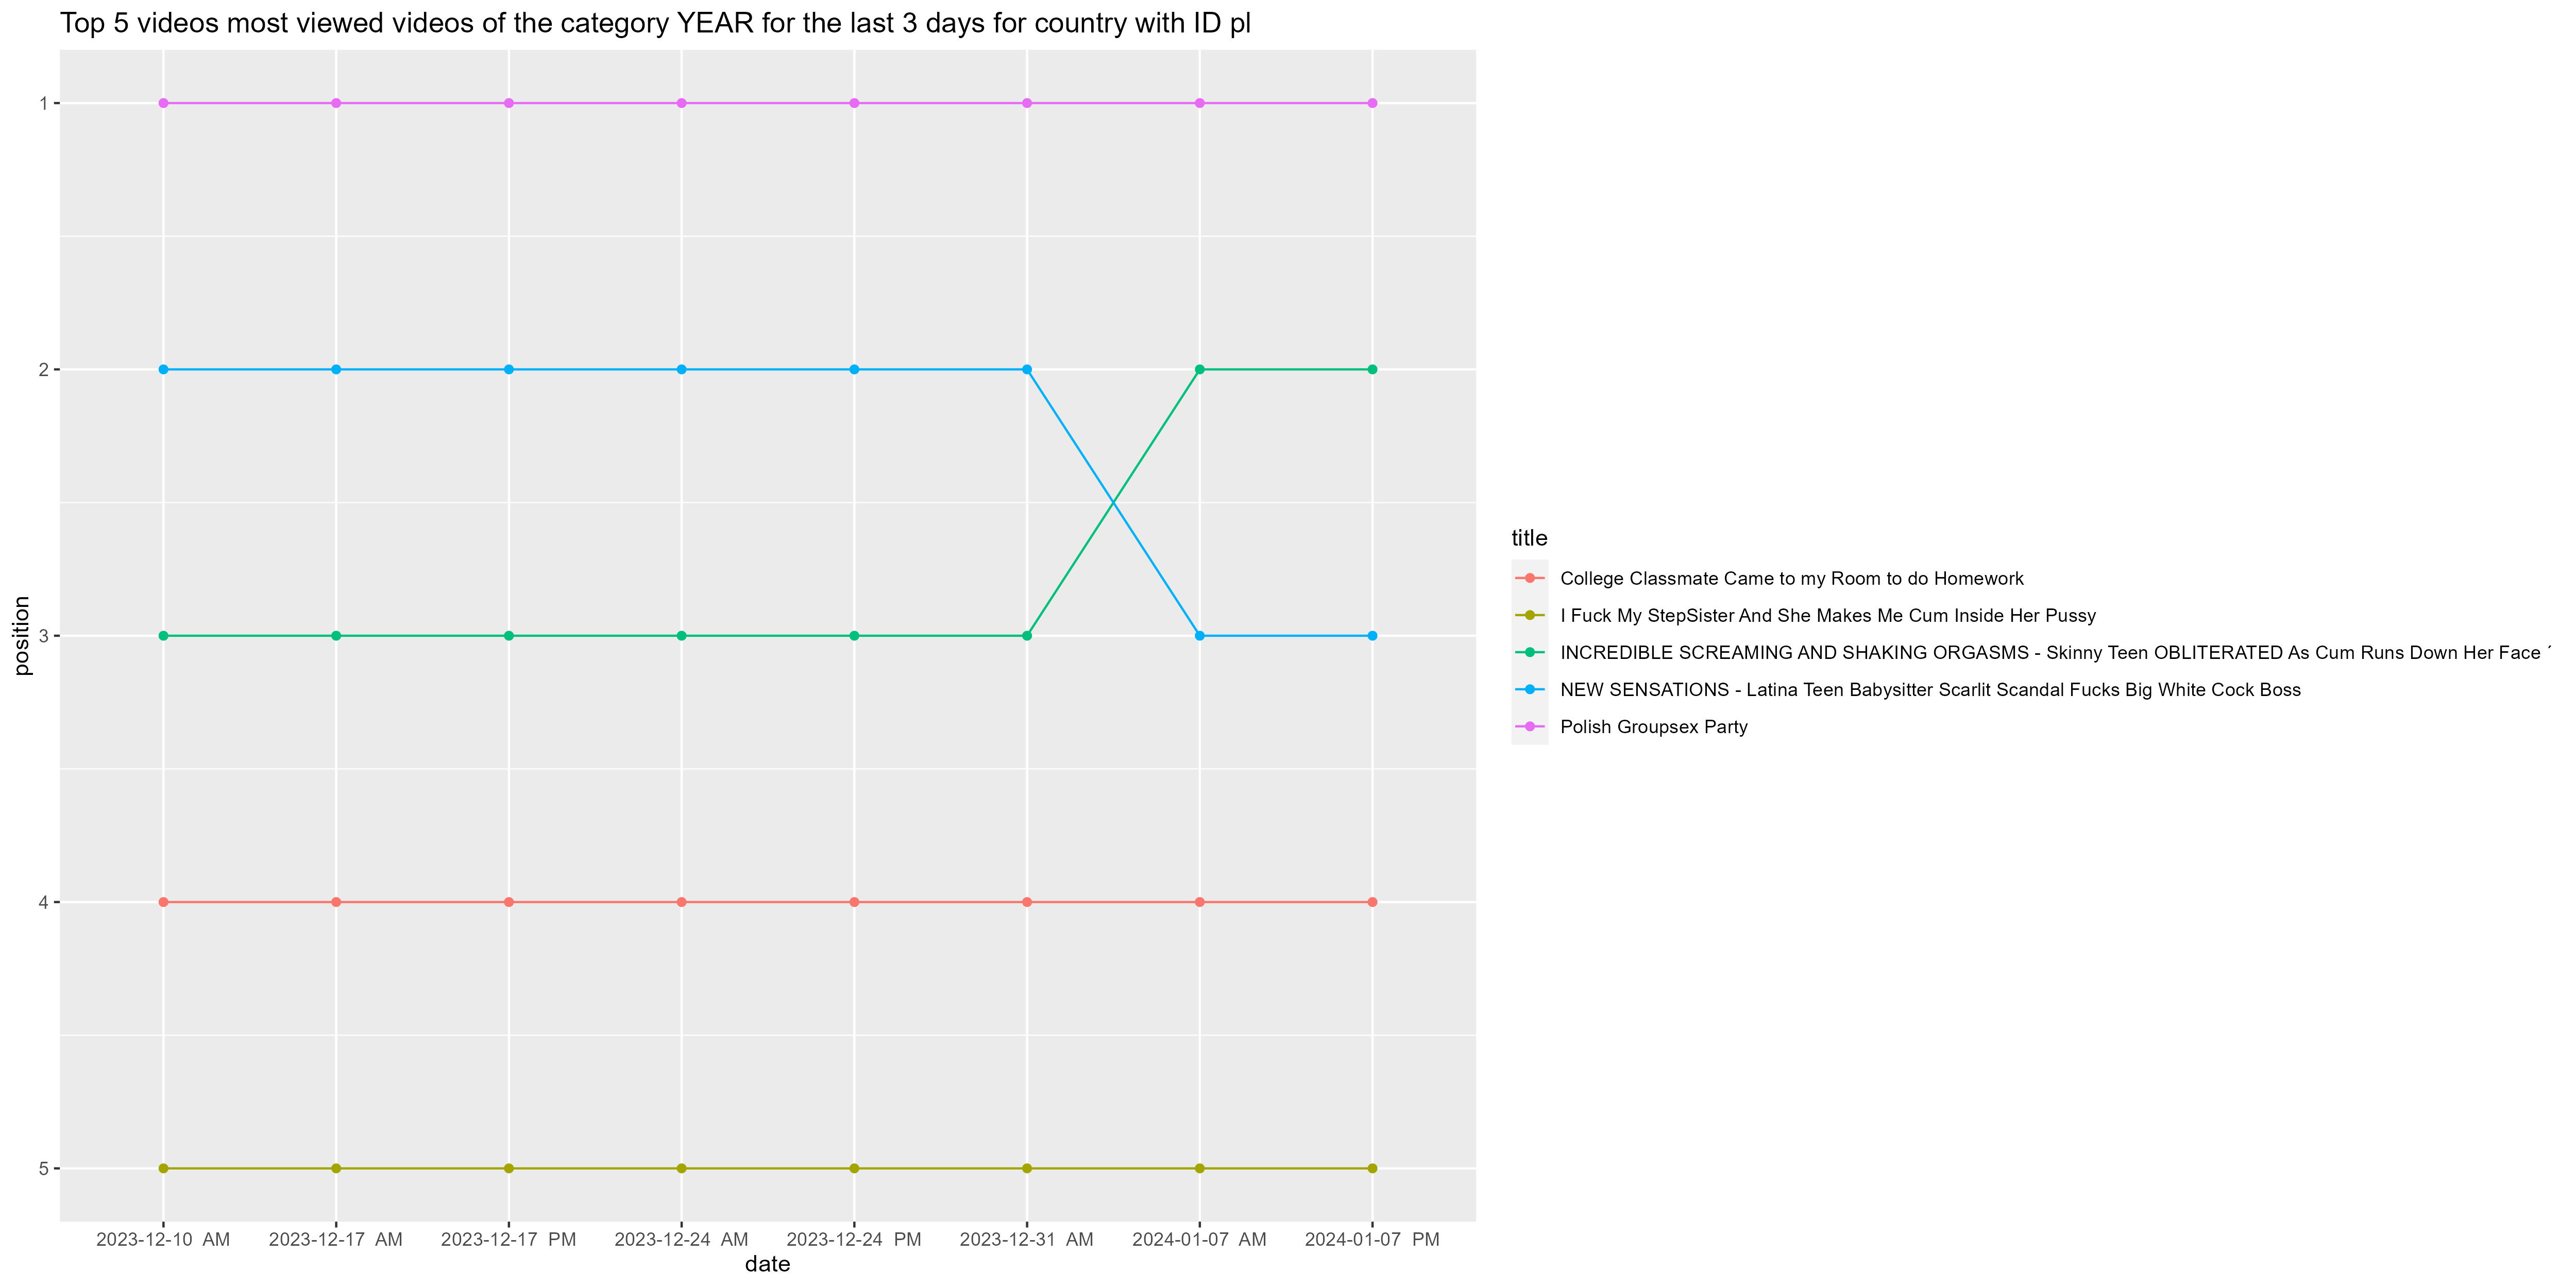 Top 5 videos most viewed videos of the category YEAR for the last 3 days for country with ID pl
position
1
2
3
4
5
2023-12-10 AM 2023-12-17 AM 2023-12-17 PM 2023-12-24 AM 2023-12-24 PM 2023-12-31 AM 2024-01-07 AM 2024-01-07 PM
date
title
College Classmate Came to my Room to do Homework
I Fuck My StepSister And She Makes Me Cum Inside Her Pussy
INCREDIBLE SCREAMING AND SHAKING ORGASMS - Skinny Teen OBLITERATED As Cum Runs Down Her Face
NEW SENSATIONS - Latina Teen Babysitter Scarlit Scandal Fucks Big White Cock Boss
Polish Groupsex Party